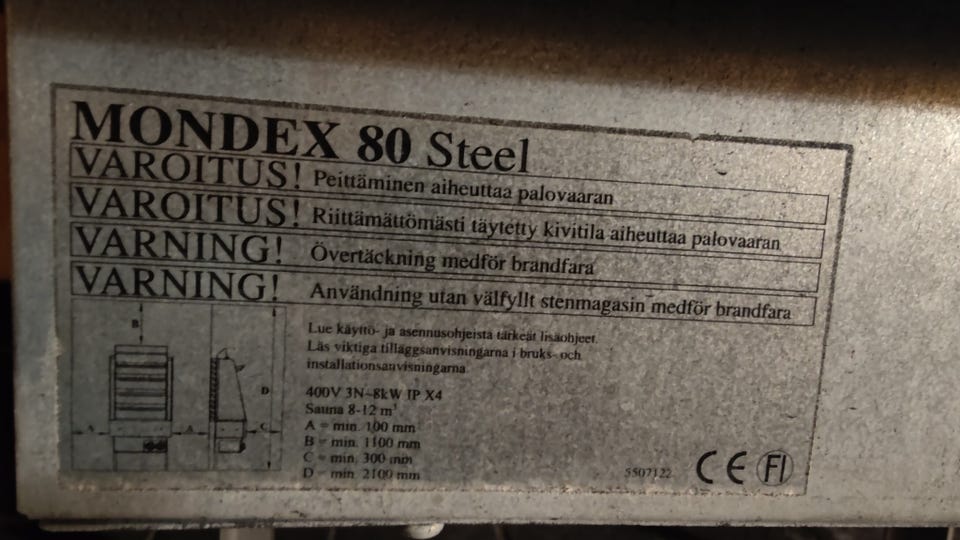 MONDEX 80 Steel
VAROITUS! Peittäminen aiheuttaa palovaaran
VAROITUS! Riittämättömästi täytetty kivitila aiheuttaa palovaaran
VARNING! Övertäckning medför brandfara
VARNING! Användning utan välfyllt stenmagasin medför brandfara
Lue käyttö- ja asennusohjeista tärkeät lisäohjeet.
Läs viktiga tilläggsanvisningarna i bruks- och
installationsanvisningarna
400V 3N~8kW IP X4
Sauna 8-12 m³
A = min. 100 mm
B = min. 1100 mm
C = min. 300 mm
D = min 2100 mm
B
A
A
C
D
5507122
CE FI